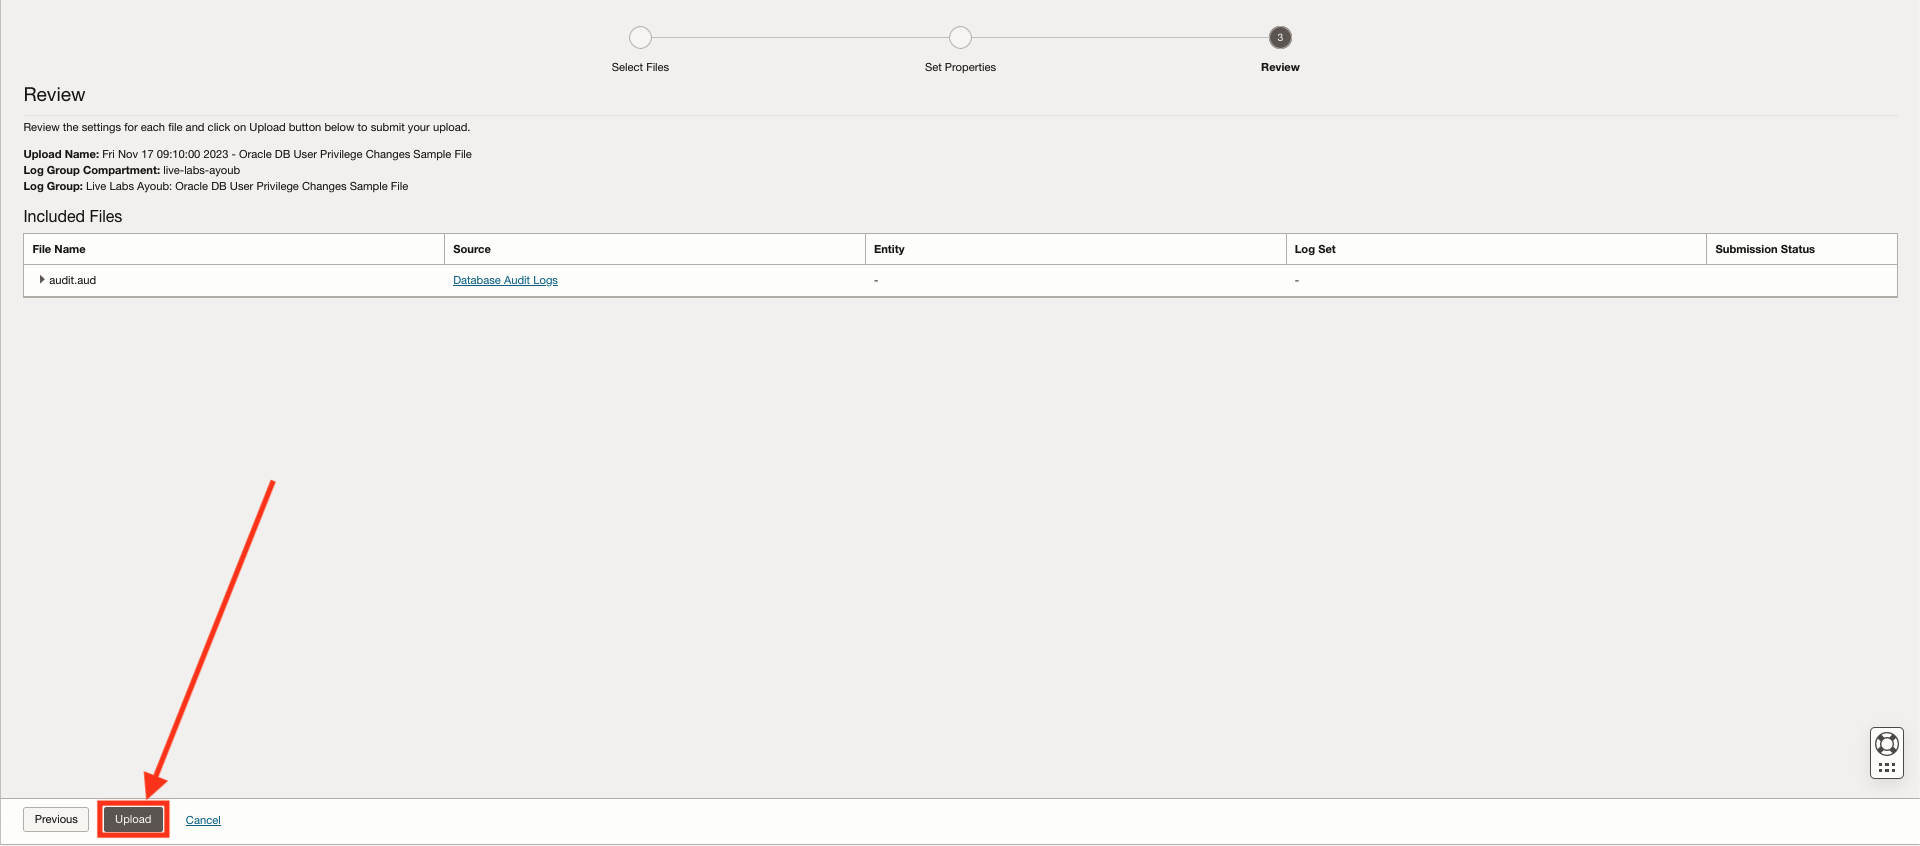 3
Select Files
Set Properties
Review
Review
Review the settings for each file and click on Upload button below to submit your upload.
Upload Name: Fri Nov 17 09:10:00 2023 - Oracle DB User Privilege Changes Sample File
Log Group Compartment: live-labs-ayoub
Log Group: Live Labs Ayoub: Oracle DB User Privilege Changes Sample File
Included Files
File Name Source Entity Log Set Submission Status
audit.aud Database Audit Logs - -
Previous Upload Cancel